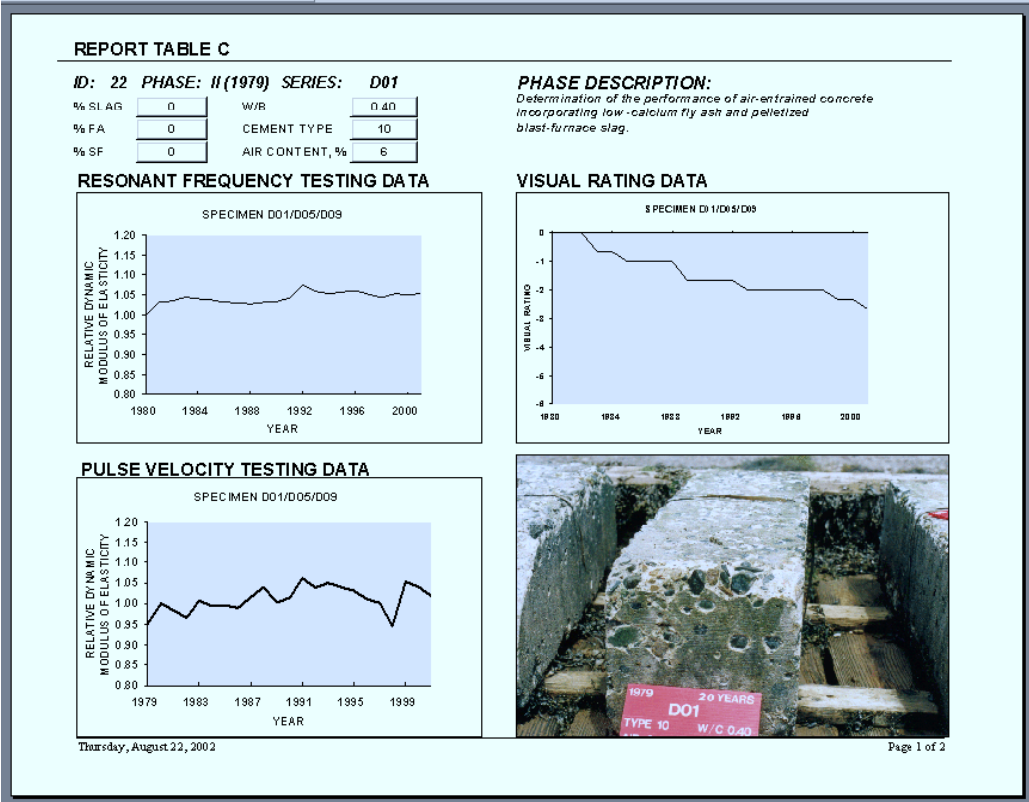 REPORT TABLE C
ID: 22 PHASE: II (1979) SERIES: D01
% SLAG 0 W/B 0.40
% FA 0 CEMENT TYPE 10
% SF 0 AIR CONTENT, % 6
PHASE DESCRIPTION:
Determination of the performance of air-entrained concrete
incorporating low-calcium fly ash and pelletized
blast-furnace slag.
RESONANT FREQUENCY TESTING DATA
SPECIMEN D01/D05/D09
RELATIVE DYNAMIC
MODULUS OF ELASTICITY
1.20
1.15
1.10
1.05
1.00
0.95
0.90
0.85
0.80
1980 1984 1988 1992 1996 2000
YEAR
VISUAL RATING DATA
SPECIMEN D01/D05/D09
VISUAL RATING
0
-1
-2
-3
-4
-5
-6
1980 1984 1988 1992 1996 2000
YEAR
PULSE VELOCITY TESTING DATA
SPECIMEN D01/D05/D09
RELATIVE DYNAMIC
MODULUS OF ELASTICITY
1.20
1.15
1.10
1.05
1.00
0.95
0.90
0.85
0.80
1979 1983 1987 1991 1995 1999
YEAR
1979 20 YEARS
D01
TYPE 10 W/C 0.40
Thursday, August 22, 2002
Page 1 of 2